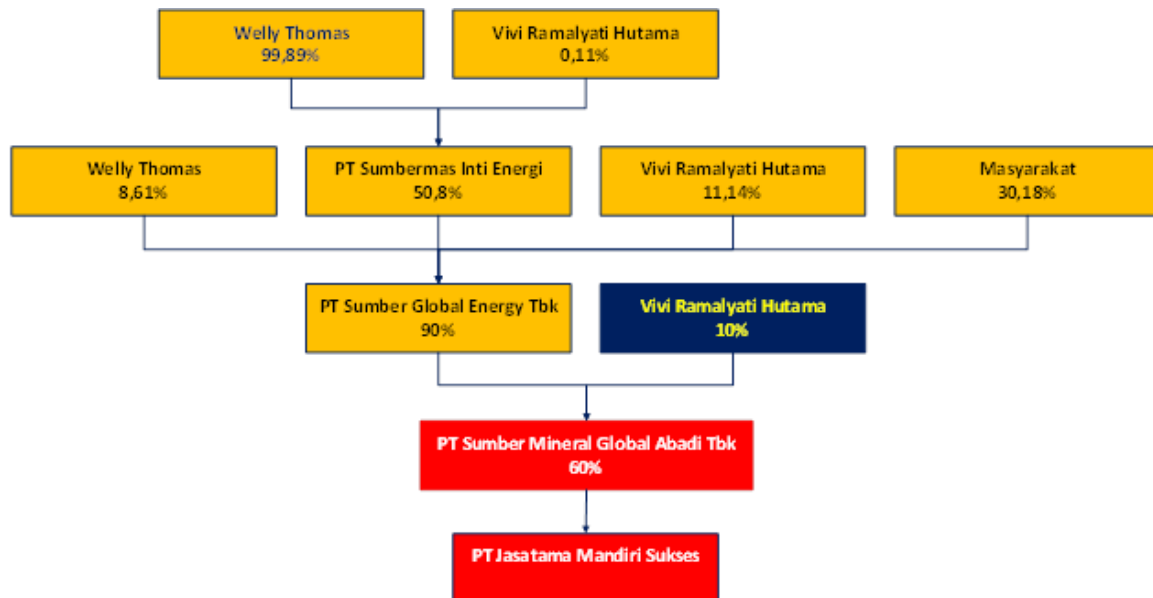 Welly Thomas
99,89%
Vivi Ramalyati Hutama
0,11%
Welly Thomas
8,61%
PT Sumbermas Inti Energi
50,8%
Vivi Ramalyati Hutama
11,14%
Masyarakat
30,18%
PT Sumber Global Energy Tbk
90%
Vivi Ramalyati Hutama
10%
PT Sumber Mineral Global Abadi Tbk
60%
PT Jasatama Mandiri Sukses